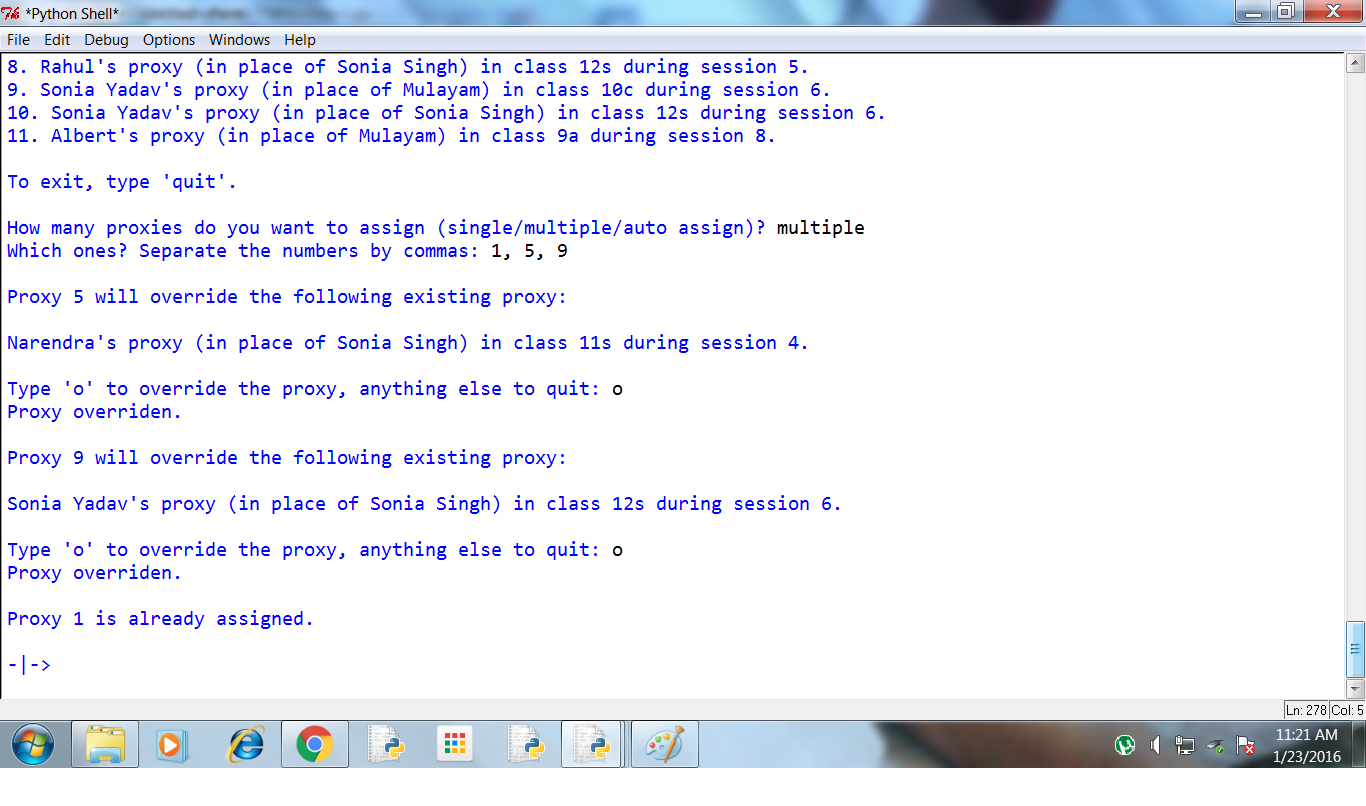 *Python Shell*
File Edit Debug Options Windows Help
8. Rahul's proxy (in place of Sonia Singh) in class 12s during session 5.
9. Sonia Yadav's proxy (in place of Mulayam) in class 10c during session 6.
10. Sonia Yadav's proxy (in place of Sonia Singh) in class 12s during session 6.
11. Albert's proxy (in place of Mulayam) in class 9a during session 8.
To exit, type 'quit'.
How many proxies do you want to assign (single/multiple/auto assign)? multiple
Which ones? Separate the numbers by commas: 1, 5, 9
Proxy 5 will override the following existing proxy:
Narendra's proxy (in place of Sonia Singh) in class 11s during session 4.
Type 'o' to override the proxy, anything else to quit: o
Proxy overriden.
Proxy 9 will override the following existing proxy:
Sonia Yadav's proxy (in place of Sonia Singh) in class 12s during session 6.
Type 'o' to override the proxy, anything else to quit: o
Proxy overriden.
Proxy 1 is already assigned.
-|->
Ln: 278 Col: 5
11:21 AM
1/23/2016